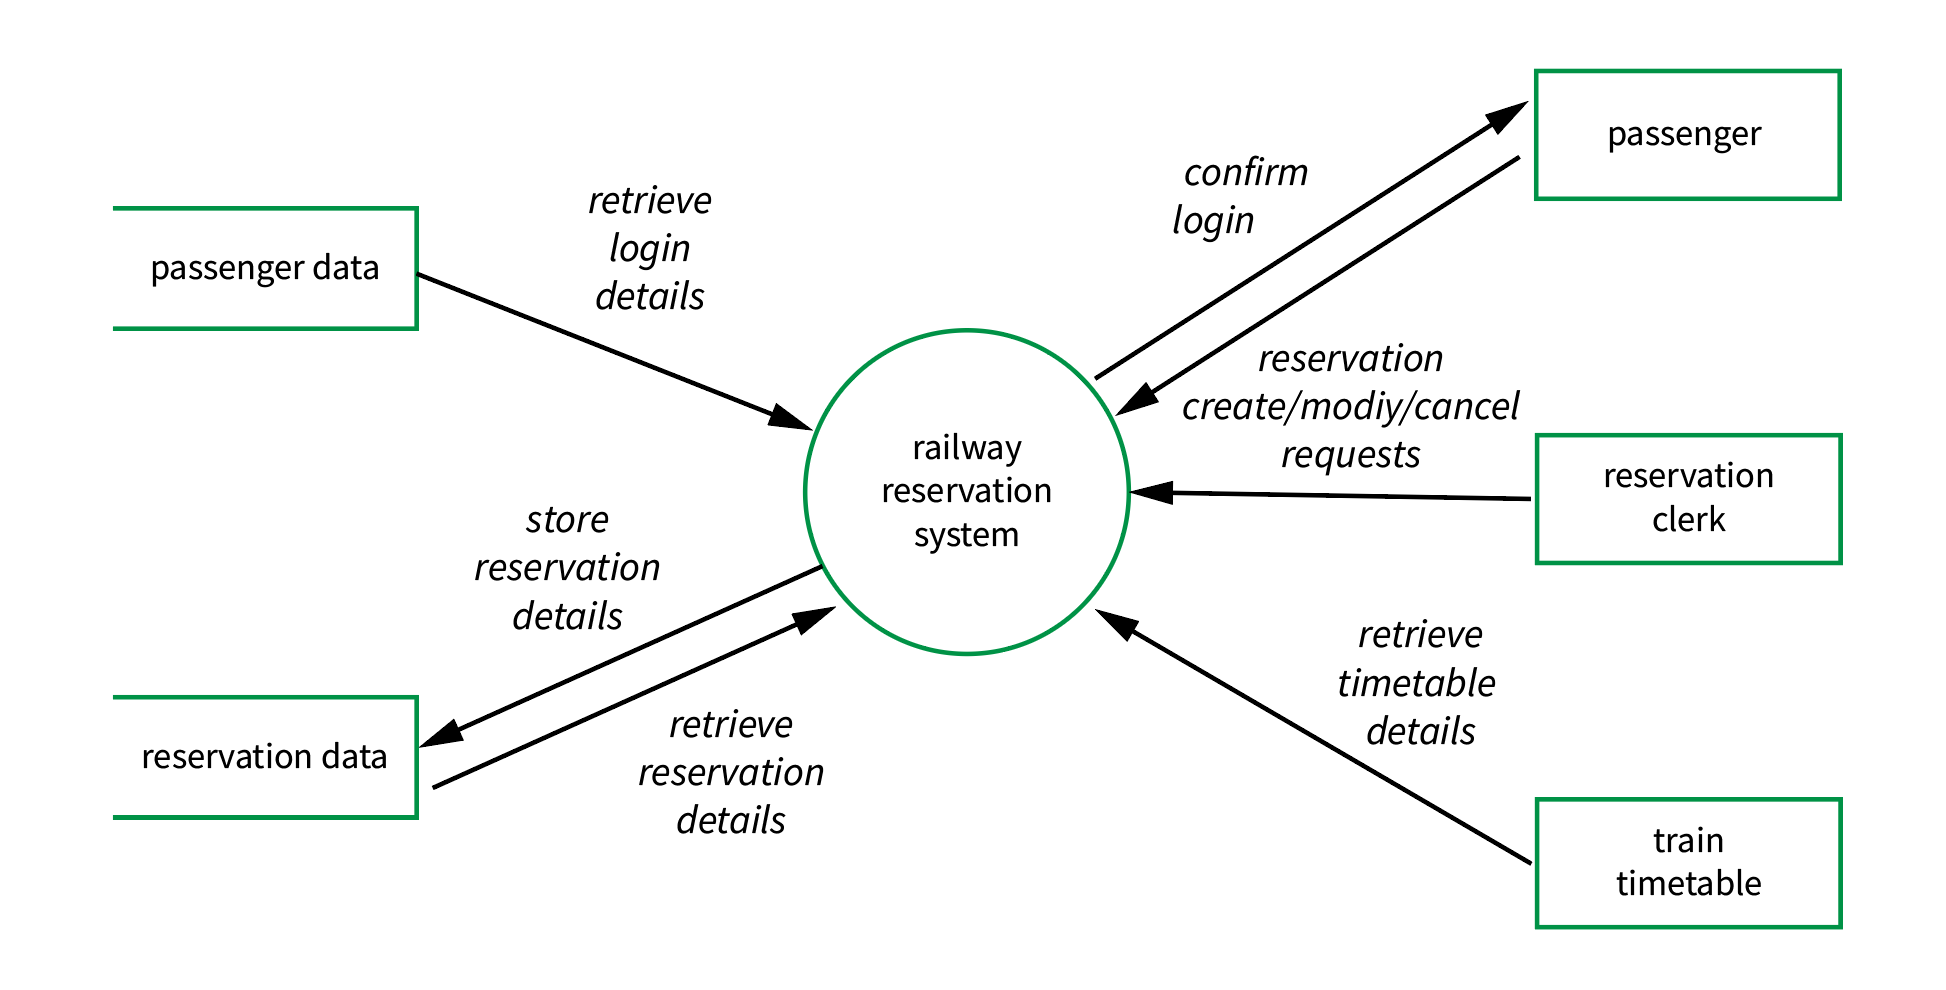 passenger
confirm
login
retrieve
login
details
passenger data
reservation
create/modiy/cancel
requests
railway
reservation
system
reservation
clerk
store
reservation
details
retrieve
timetable
details
reservation data
retrieve
reservation
details
train
timetable